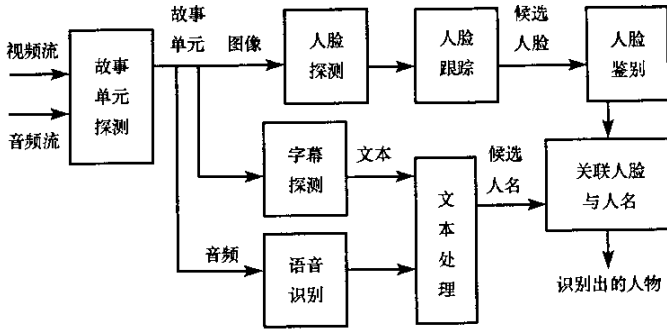 视频流
音频流
故事
单元
探测
故事
单元
图像
人脸
探测
人脸
跟踪
候选
人脸
人脸
鉴别
字幕
探测
文本
音频
语音
识别
文
本
处
理
候选
人名
关联人脸
与人名
识别出的人物